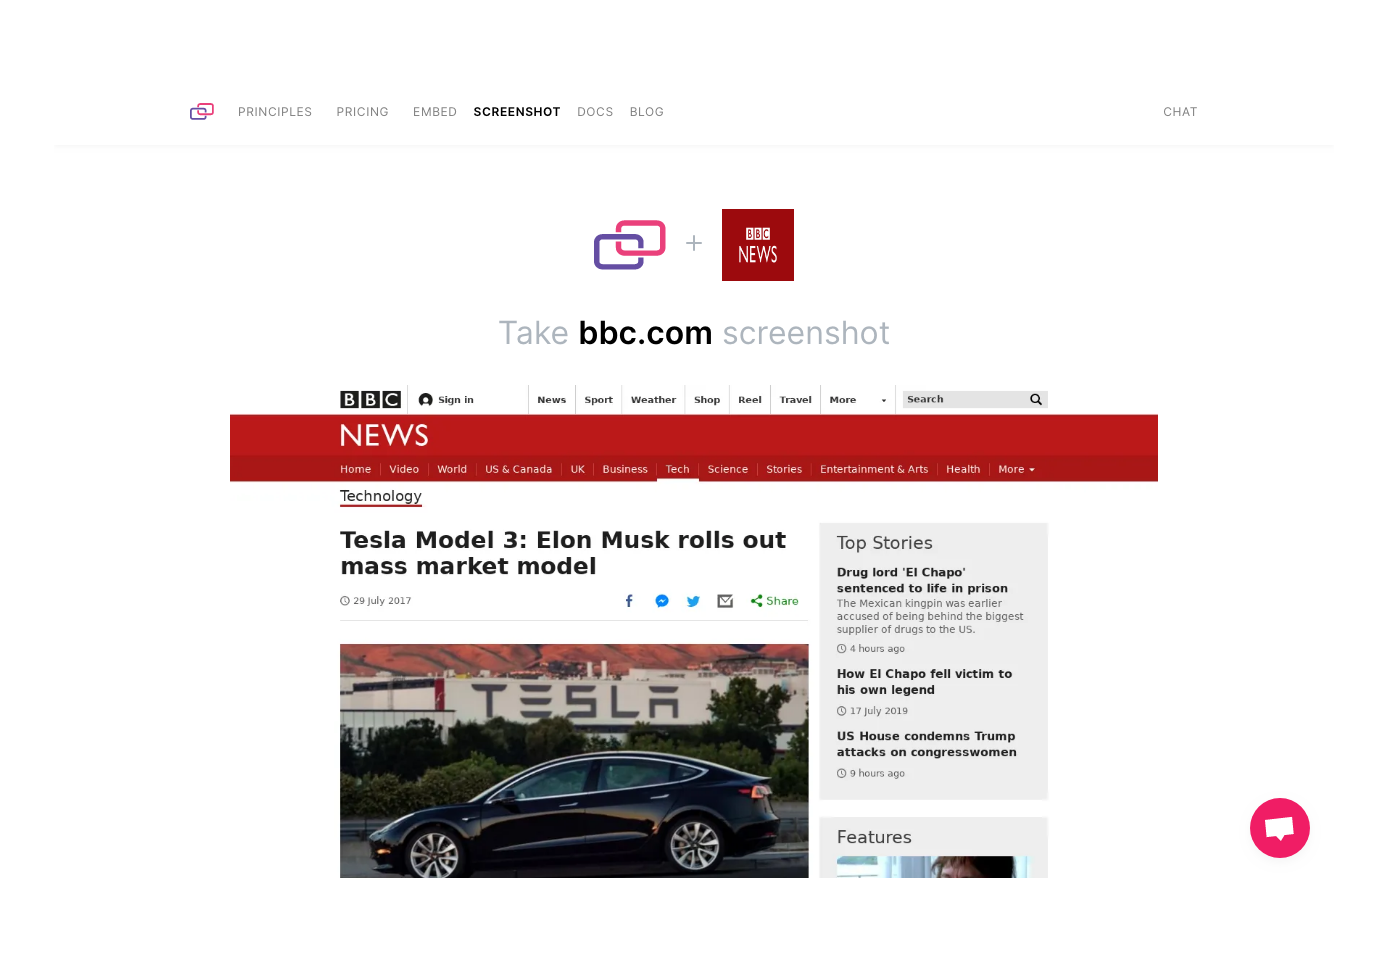 PRINCIPLES PRICING EMBED SCREENSHOT DOCS BLOG CHAT
BBC
NEWS
Take bbc.com screenshot
BBC Sign in News Sport Weather Shop Reel Travel More Search
NEWS
Home Video World US & Canada UK Business Tech Science Stories Entertainment & Arts Health More
Technology
Tesla Model 3: Elon Musk rolls out
mass market model
29 July 2017 Share
TESLA
Top Stories
Drug lord 'El Chapo'
sentenced to life in prison
The Mexican kingpin was earlier
accused of being behind the biggest
supplier of drugs to the US.
4 hours ago
How El Chapo fell victim to
his own legend
17 July 2019
US House condemns Trump
attacks on congresswomen
9 hours ago
Features